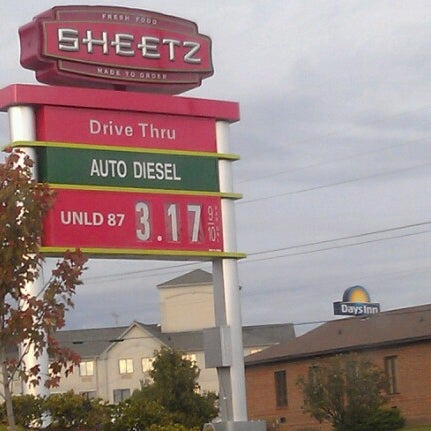 FRESH FOOD
SHEETZ
MADE TO ORDER
Drive Thru
AUTO DIESEL
UNLD 87 3.17 9/10
Days Inn